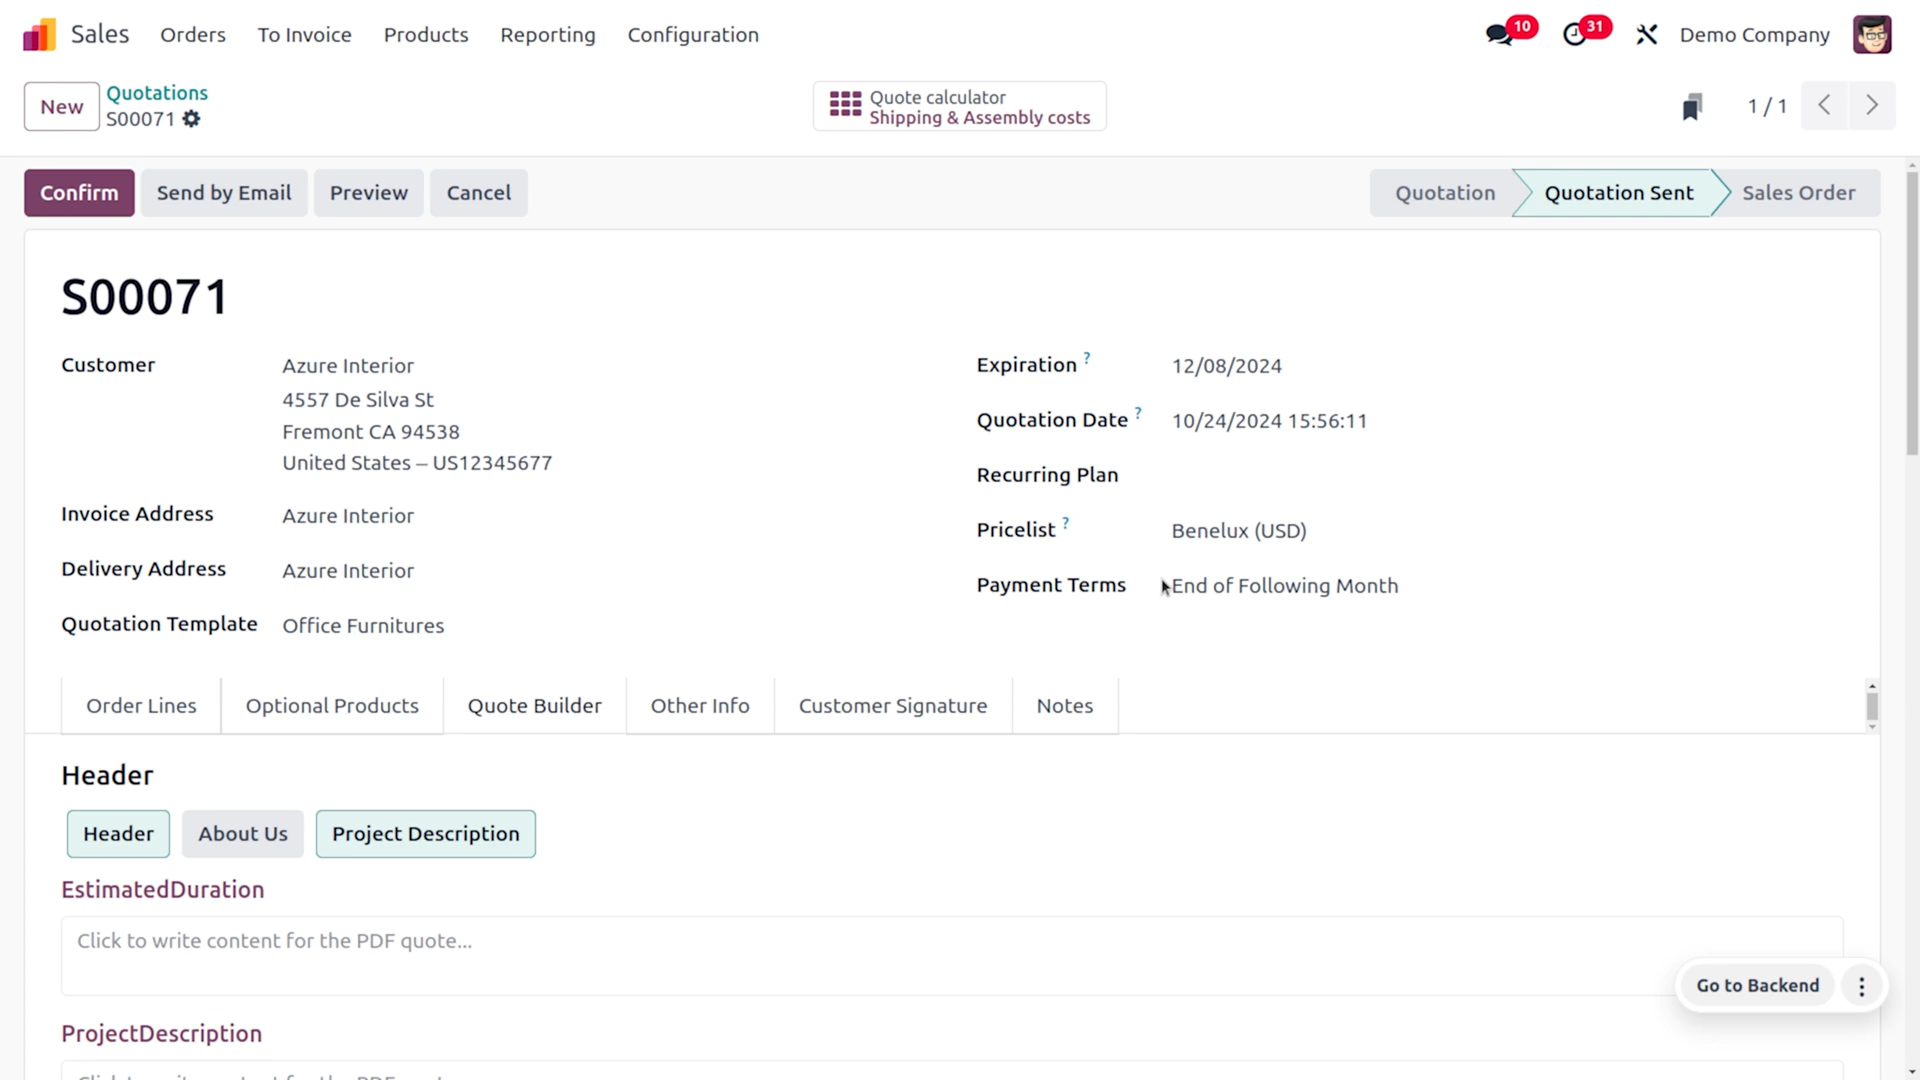 Sales
Orders
To Invoice
Products
Reporting
Configuration
10
31
Demo Company
New
Quotations
S00071
Quote calculator
Shipping & Assembly costs
1 / 1
Confirm
Send by Email
Preview
Cancel
Quotation
Quotation Sent
Sales Order
S00071
Customer
Azure Interior
4557 De Silva St
Fremont CA 94538
United States – US12345677
Invoice Address
Azure Interior
Delivery Address
Azure Interior
Quotation Template
Office Furnitures
Expiration ?
12/08/2024
Quotation Date ?
10/24/2024 15:56:11
Recurring Plan
Pricelist ?
Benelux (USD)
Payment Terms
End of Following Month
Order Lines
Optional Products
Quote Builder
Other Info
Customer Signature
Notes
Header
Header
About Us
Project Description
EstimatedDuration
Click to write content for the PDF quote...
Go to Backend
ProjectDescription